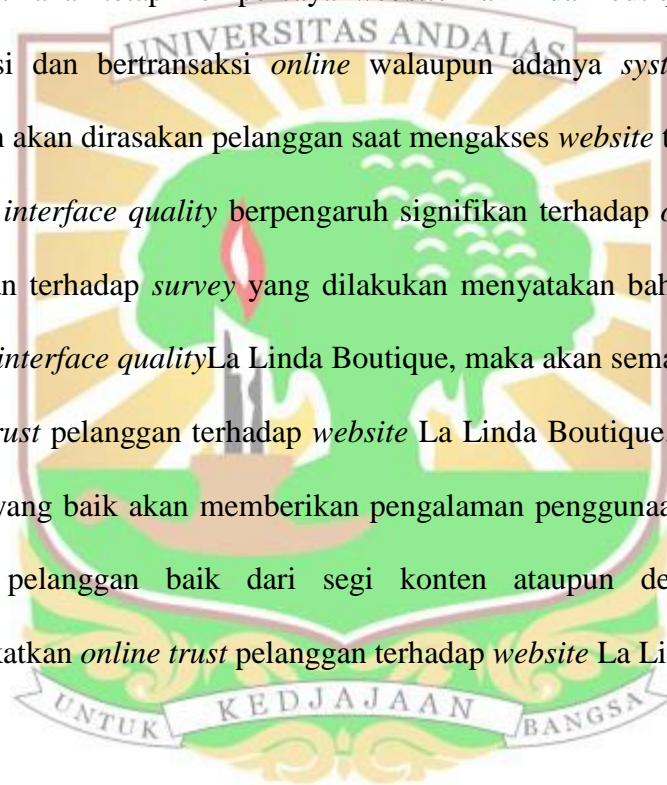 UNIVERSITAS ANDALAS
si dan bertransaksi online walaupun adanya syst
n akan dirasakan pelanggan saat mengakses website t
interface quality berpengaruh signifikan terhadap
an terhadap survey yang dilakukan menyatakan bah
interface qualityLa Linda Boutique, maka akan sema
rust pelanggan terhadap website La Linda Boutique.
yang baik akan memberikan pengalaman penggunaa
pelanggan baik dari segi konten ataupun de
katkan online trust pelanggan terhadap website La Li
UNTUK KEDJAJAAN BANGSA